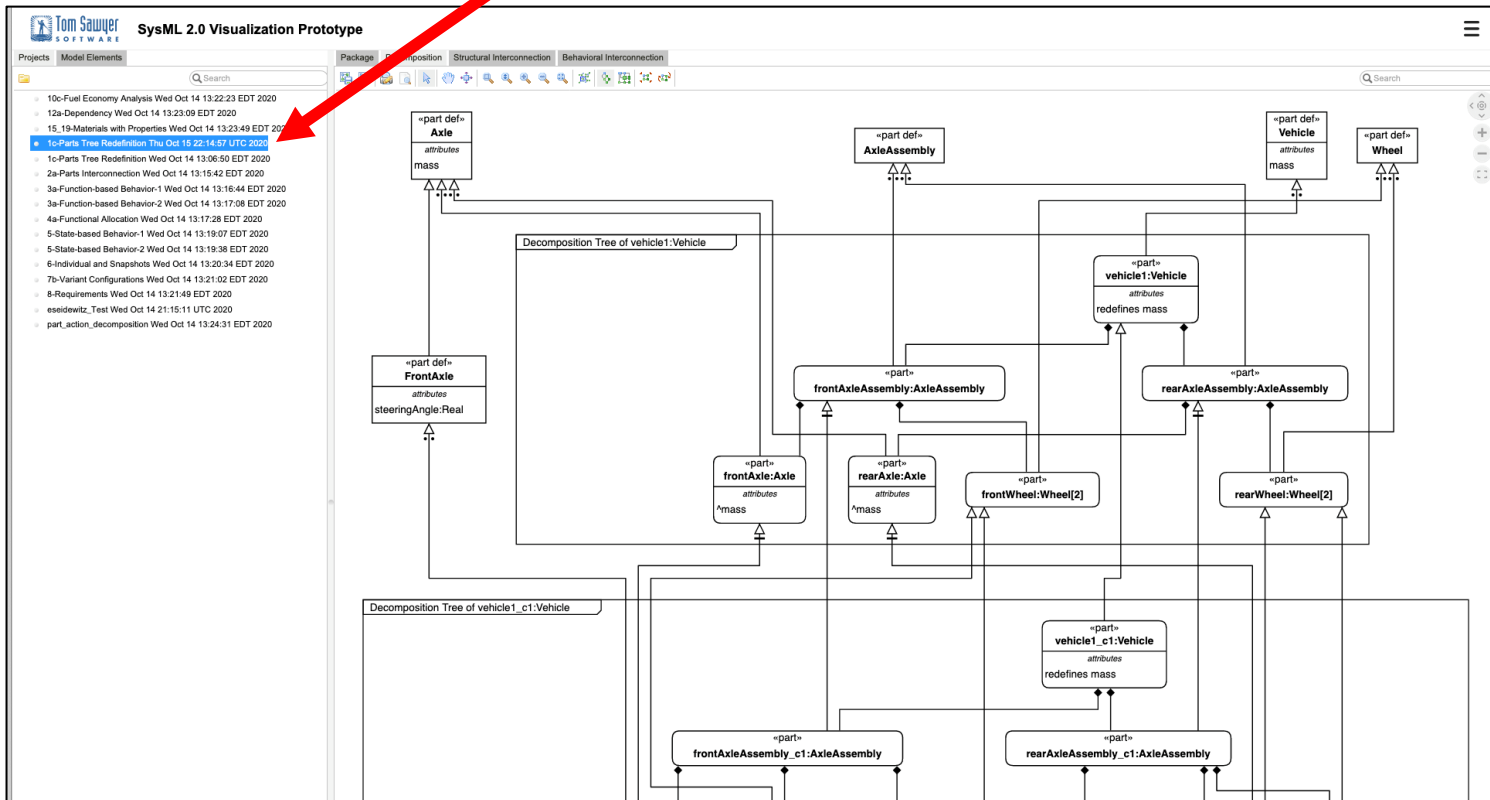 Tom Sawyer
SOFTWARE
SysML 2.0 Visualization Prototype
Projects
Model Elements
Search
10c-Fuel Economy Analysis Wed Oct 14 13:22:23 EDT 2020
12a-Dependency Wed Oct 14 13:23:09 EDT 2020
15_19-Materials with Properties Wed Oct 14 13:23:49 EDT
1c-Parts Tree Redefinition Thu Oct 15 22:14:57 UTC 2020
1c-Parts Tree Redefinition Wed Oct 14 13:06:50 EDT 2020
2a-Parts Interconnection Wed Oct 14 13:15:42 EDT 2020
3a-Function-based Behavior-1 Wed Oct 14 13:16:44 EDT 2020
3a-Function-based Behavior-2 Wed Oct 14 13:17:08 EDT 2020
4a-Functional Allocation Wed Oct 14 13:17:28 EDT 2020
5-State-based Behavior-1 Wed Oct 14 13:19:07 EDT 2020
5-State-based Behavior-2 Wed Oct 14 13:19:38 EDT 2020
6-Individual and Snapshots Wed Oct 14 13:20:34 EDT 2020
7b-Variant Configurations Wed Oct 14 13:21:02 EDT 2020
8-Requirements Wed Oct 14 13:21:49 EDT 2020
eseidewitz_Test Wed Oct 14 21:15:11 UTC 2020
part_action_decomposition Wed Oct 14 13:24:31 EDT 2020
Package
Structural Interconnection
Behavioral Interconnection
Search
«part def»
Axle
attributes
mass
«part def»
AxleAssembly
«part def»
Vehicle
attributes
mass
«part def»
Wheel
Decomposition Tree of vehicle1:Vehicle
«part»
vehicle1:Vehicle
attributes
redefines mass
«part def»
FrontAxle
attributes
steeringAngle:Real
«part»
frontAxleAssembly:AxleAssembly
«part»
rearAxleAssembly:AxleAssembly
«part»
frontAxle:Axle
attributes
^mass
«part»
rearAxle:Axle
attributes
^mass
«part»
frontWheel:Wheel[2]
«part»
rearWheel:Wheel[2]
Decomposition Tree of vehicle1_c1:Vehicle
«part»
vehicle1_c1:Vehicle
attributes
redefines mass
«part»
frontAxleAssembly_c1:AxleAssembly
«part»
rearAxleAssembly_c1:AxleAssembly